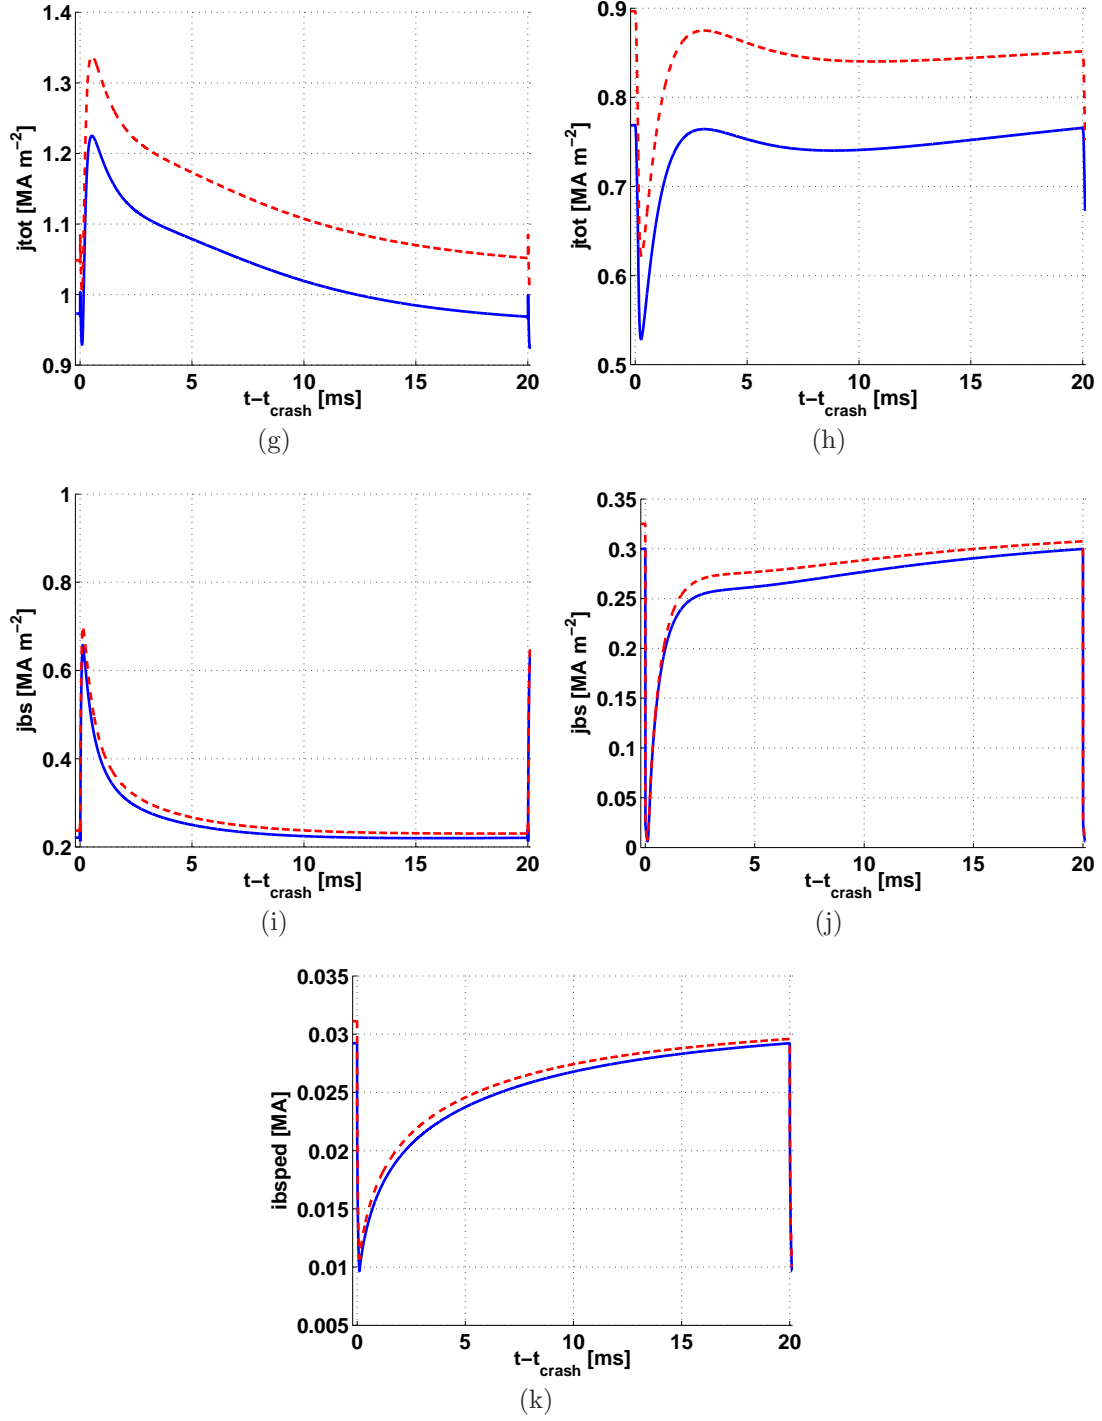 1.4
1.3
1.2
1.1
1
0.9
jtot [MA m−2]
0 5 10 15 20
t−tcrash [ms]
(g)
0.9
0.8
0.7
0.6
0.5
jtot [MA m−2]
0 5 10 15 20
t−tcrash [ms]
(h)
1
0.8
0.6
0.4
0.2
jbs [MA m−2]
0 5 10 15 20
t−tcrash [ms]
(i)
0.35
0.3
0.25
0.2
0.15
0.1
0.05
0
jbs [MA m−2]
0 5 10 15 20
t−tcrash [ms]
(j)
0.035
0.03
0.025
0.02
0.015
0.01
0.005
ibsped [MA]
0 5 10 15 20
t−tcrash [ms]
(k)